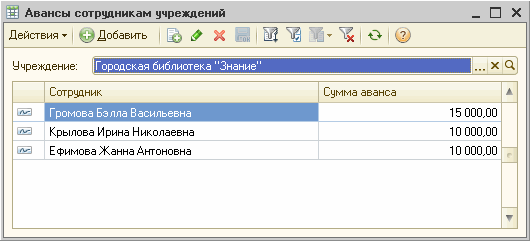 Авансы сотрудникам учреждений
Действия Добавить
Учреждение: Городская библиотека "Знание"
Сотрудник Сумма аванса
Громова Бэлла Васильевна 15 000,00
Крылова Ирина Николаевна 10 000,00
Ефимова Жанна Антоновна 10 000,00